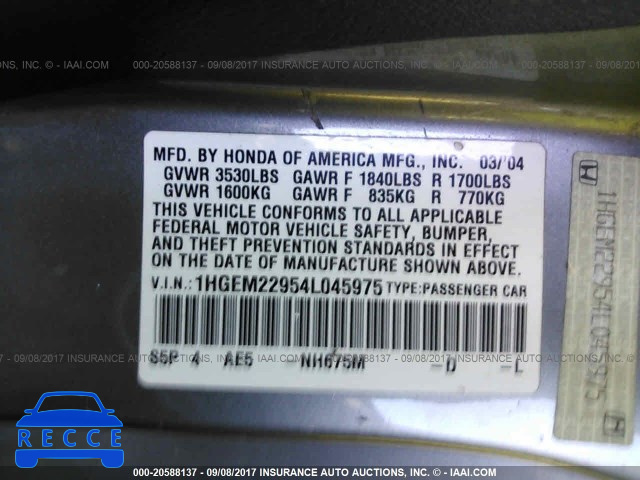 000-20588137 - 09/08/2017 INSURANCE AUTO AUCTIONS, INC. © - IAAI.COM
MFD. BY HONDA OF AMERICA MFG., INC. 03/'04
GVWR 3530LBS GAWR F 1840LBS R 1700LBS
GVWR 1600KG GAWR F 835KG R 770KG
THIS VEHICLE CONFORMS TO ALL APPLICABLE
FEDERAL MOTOR VEHICLE SAFETY, BUMPER,
AND THEFT PREVENTION STANDARDS IN EFFECT
ON THE DATE OF MANUFACTURE SHOWN ABOVE.
V.I.N.: 1HGEM22954L045975 TYPE: PASSENGER CAR
S5P 4 AE5 -NH675M -D -L
1HGEM22954L045975
RECCE
000-20588137 - 09/08/2017 INSURANCE AUTO AUCTIONS, INC. © - IAAI.COM